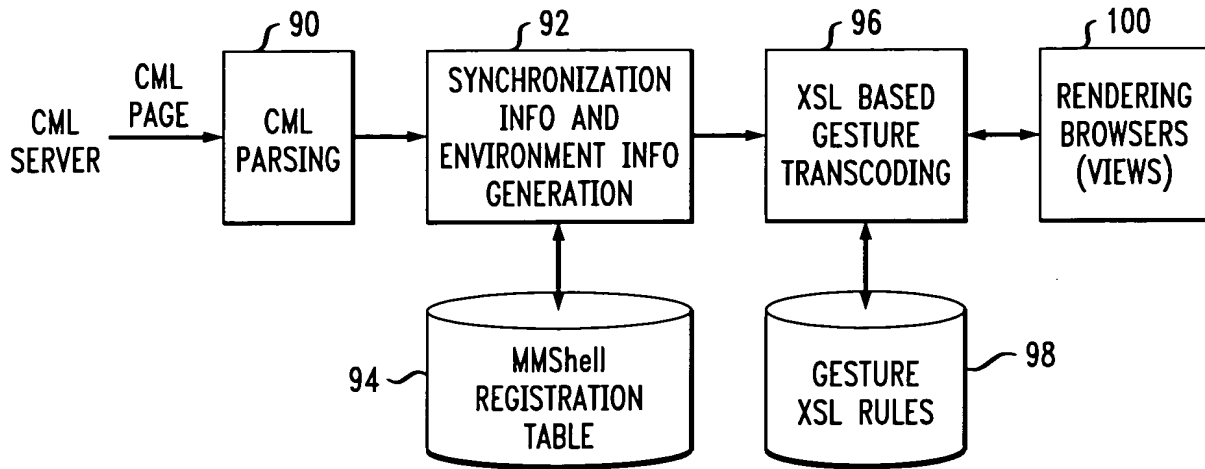 90
92
96
100
CML
SERVER
CML
PAGE
CML
PARSING
SYNCHRONIZATION
INFO AND
ENVIRONMENT INFO
GENERATION
XSL BASED
GESTURE
TRANSCODING
RENDERING
BROWSERS
(VIEWS)
94
MMShell
REGISTRATION
TABLE
GESTURE
XSL RULES
98